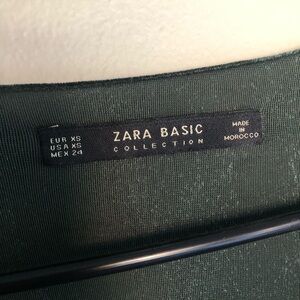 EUR XS
USA XS
MEX 24
ZARA BASIC
COLLECTION
MADE
IN
MOROCCO